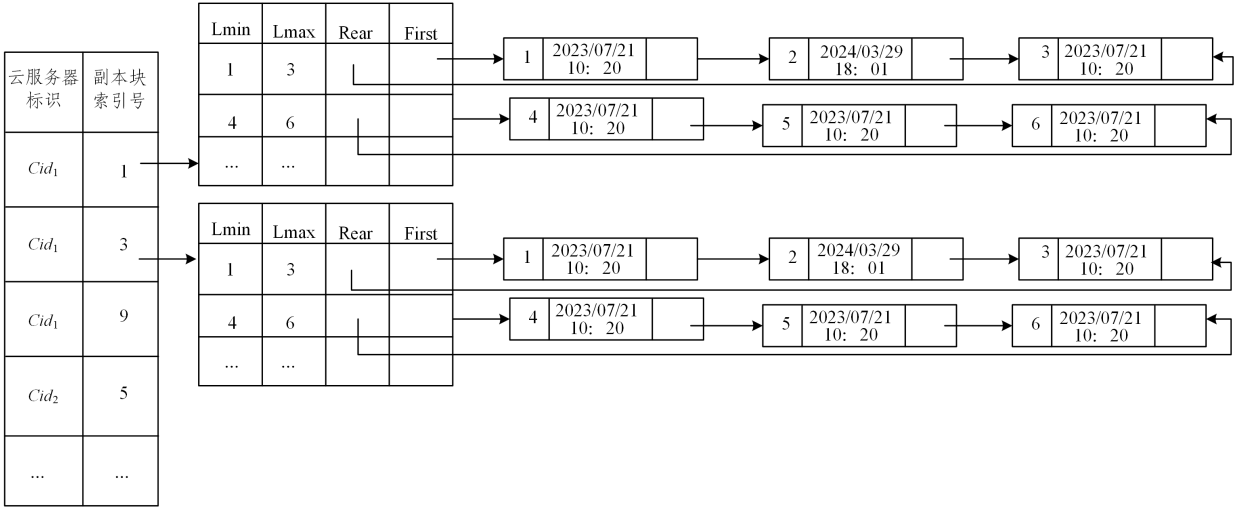 云服务器标识 副本块索引号
Cid₁ 1
Cid₁ 3
Cid₁ 9
Cid₂ 5
... ...
Lmin Lmax Rear First
1 3
4 6
... ...
1 2023/07/21 10：20
2 2024/03/29 18：01
3 2023/07/21 10：20
4 2023/07/21 10：20
5 2023/07/21 10：20
6 2023/07/21 10：20
Lmin Lmax Rear First
1 3
4 6
... ...
1 2023/07/21 10：20
2 2024/03/29 18：01
3 2023/07/21 10：20
4 2023/07/21 10：20
5 2023/07/21 10：20
6 2023/07/21 10：20